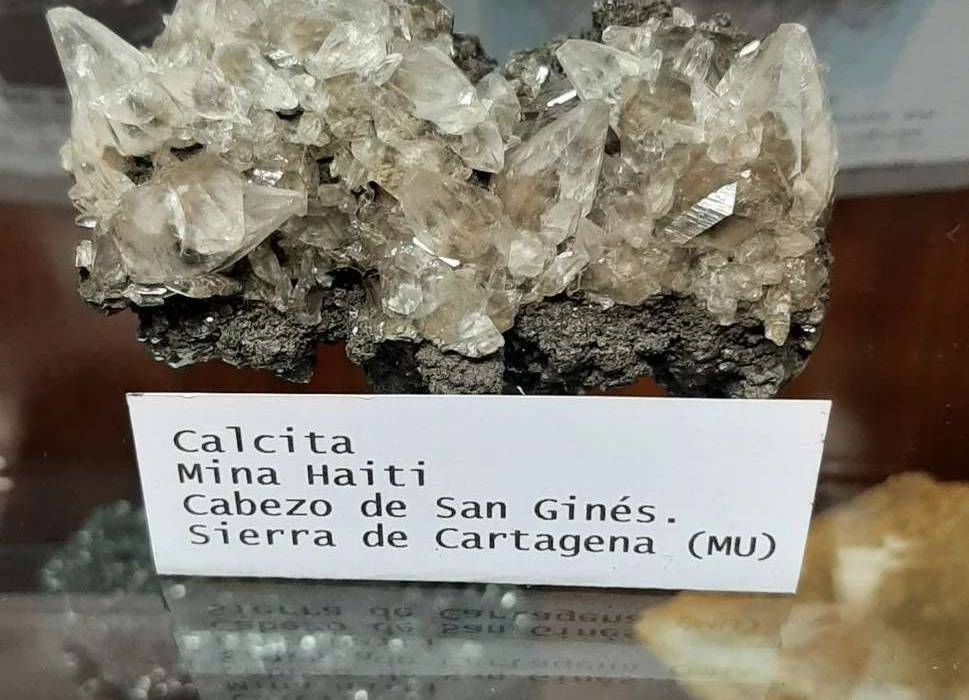 Calcita
Mina Haiti
Cabezo de San Ginés.
Sierra de Cartagena (MU)